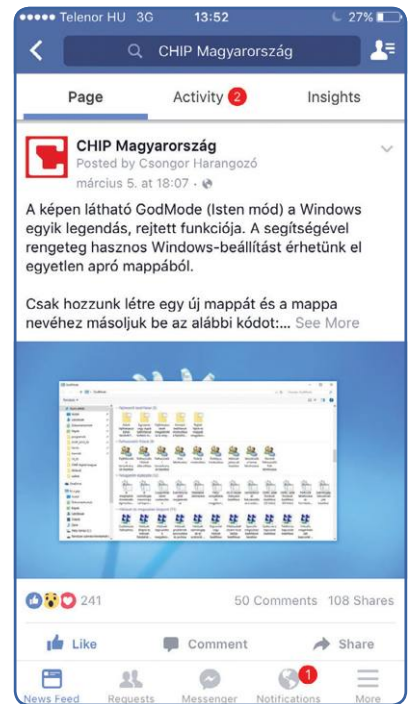 Telenor HU 3G 13:52 27%
CHIP Magyarország
Page Activity 2 Insights
CHIP Magyarország
Posted by Csongor Harangozó
március 5. at 18:07
A képen látható GodMode (Isten mód) a Windows
egyik legendás, rejtett funkciója. A segítségével
rengeteg hasznos Windows-beállítást érhetünk el
egyetlen apró mappából.
Csak hozzunk létre egy új mappát és a mappa
nevéhez másoljuk be az alábbi kódot:... See More
241 50 Comments 108 Shares
Like Comment Share
1
News Feed Requests Messenger Notifications More